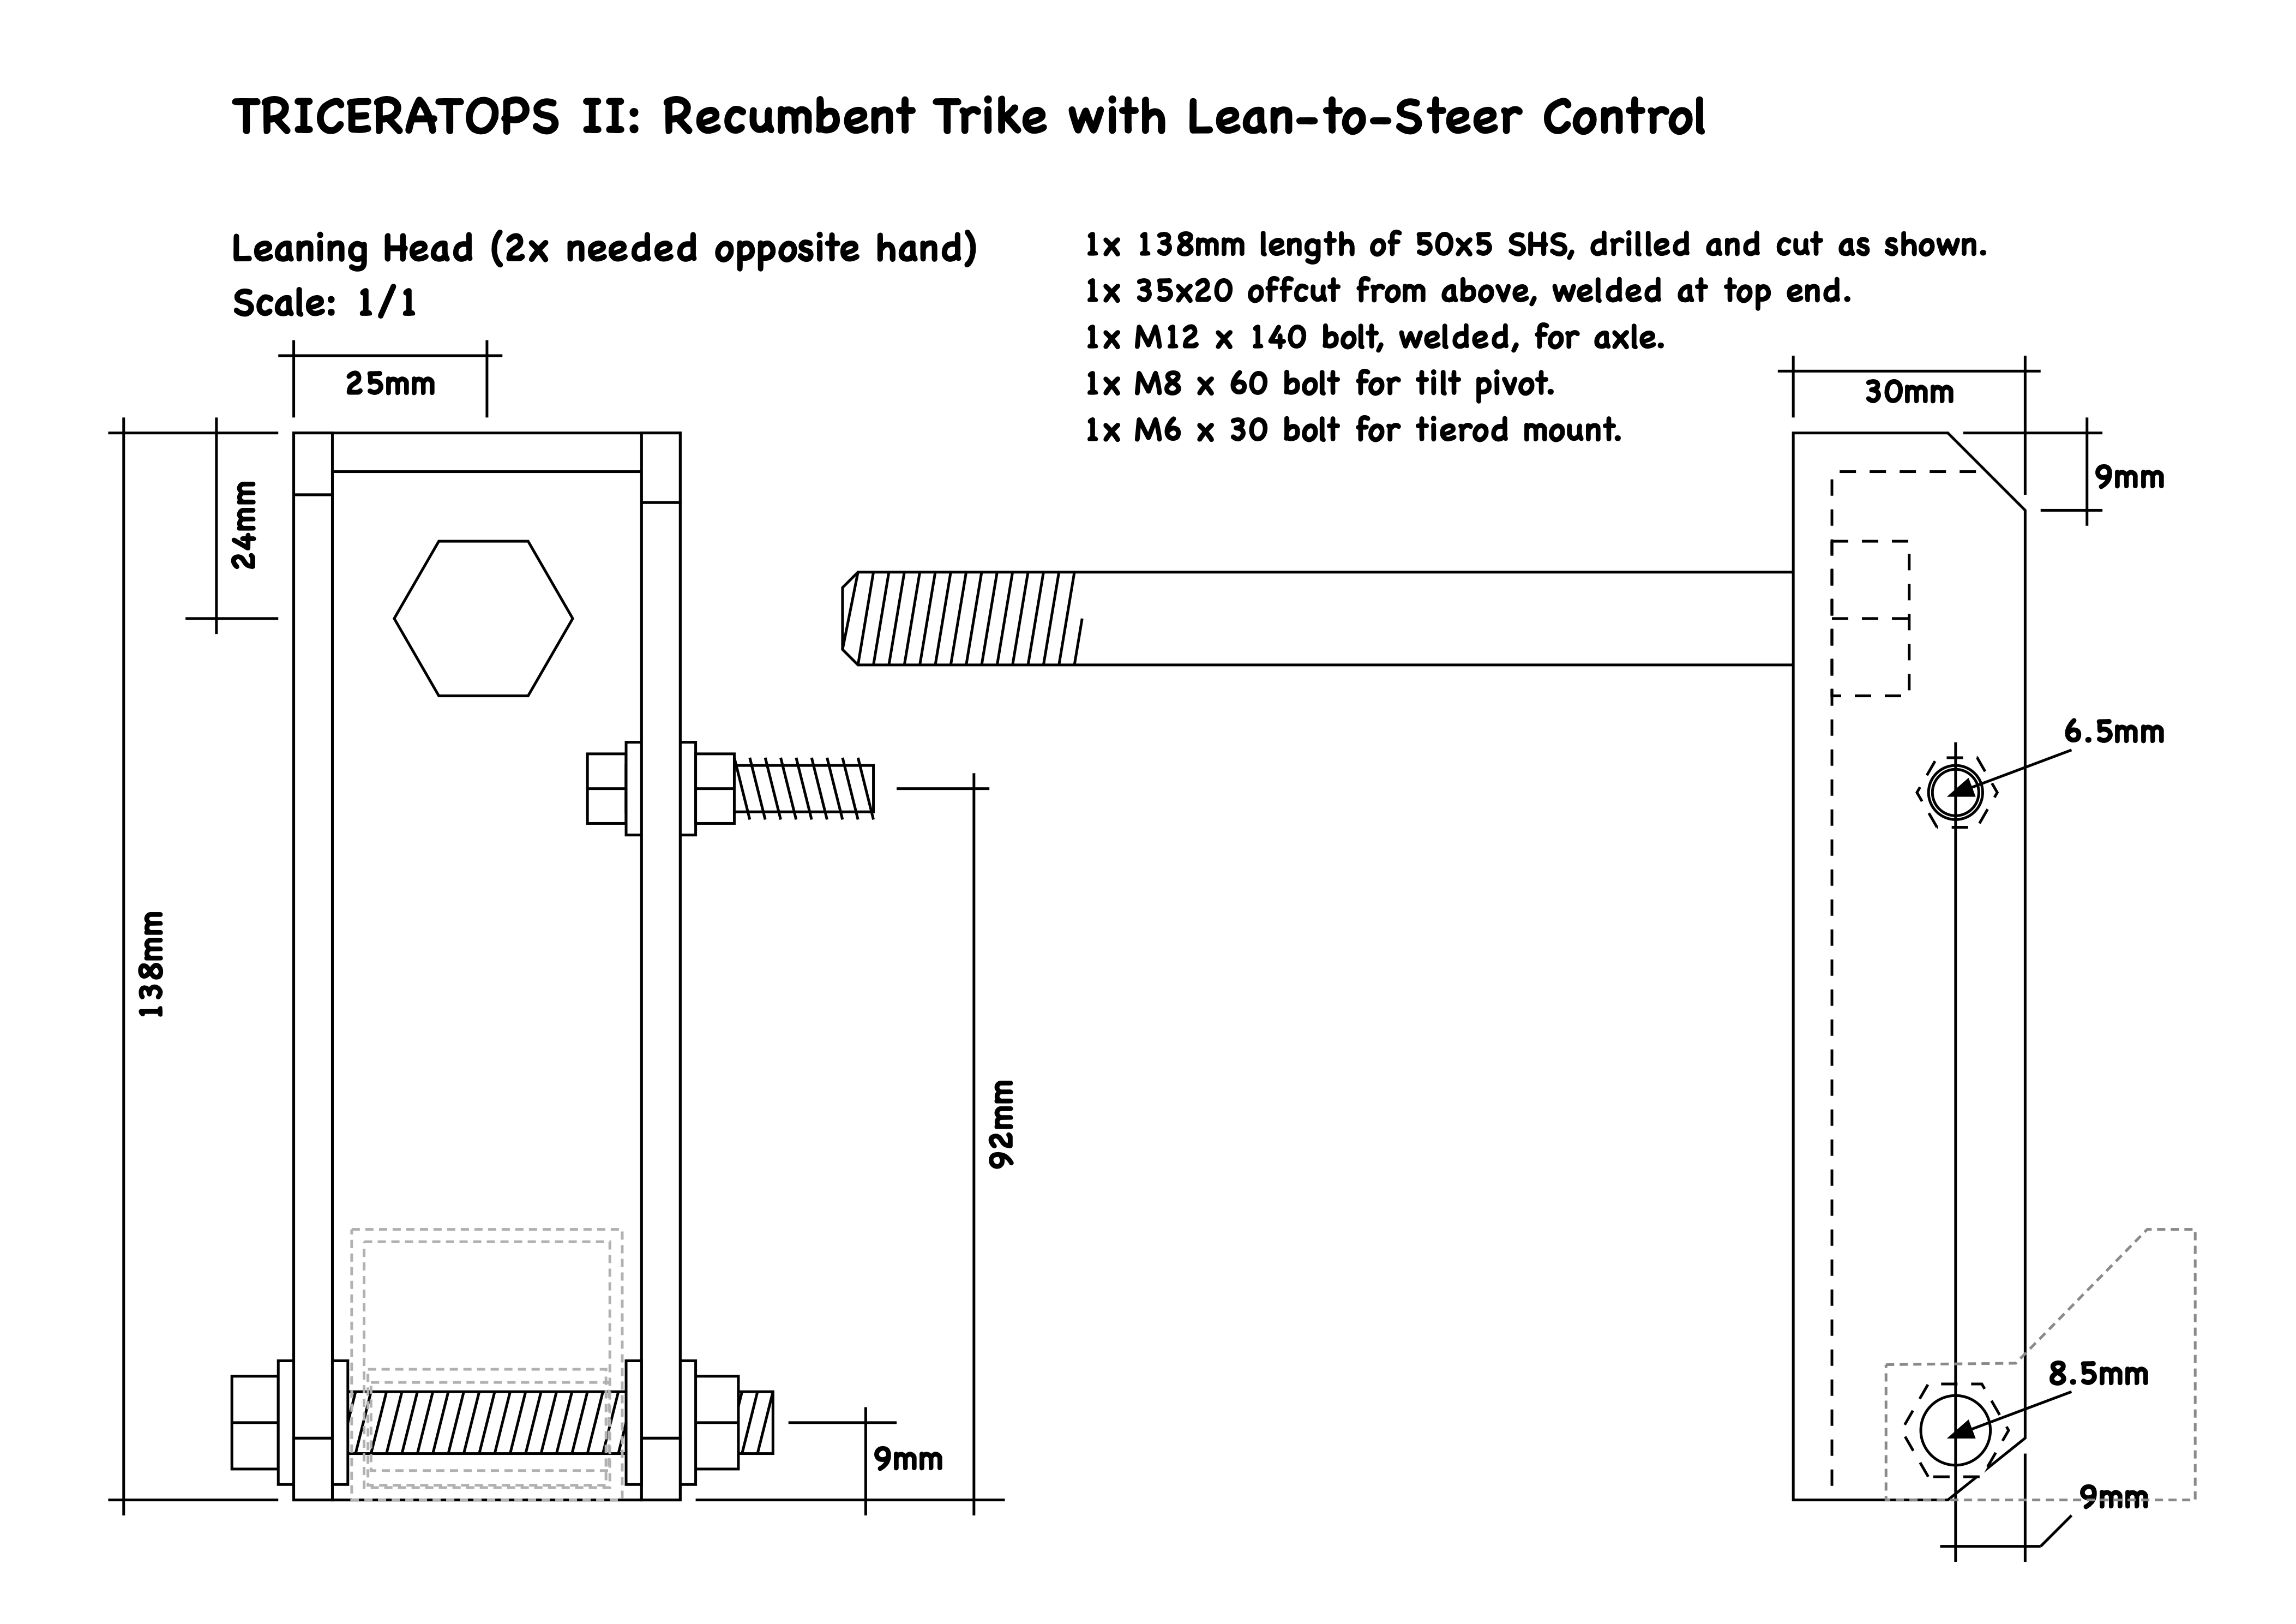 TRICERATOPS II: Recumbent Trike with Lean-to-Steer Control
Leaning Head (2x needed opposite hand)
Scale: 1/1
1x 138mm length of 50x5 SHS, drilled and cut as shown.
1x 35x20 offcut from above, welded at top end.
1x M12 x 140 bolt, welded, for axle.
1x M8 x 60 bolt for tilt pivot.
1x M6 x 30 bolt for tierod mount.
25mm
30mm
24mm
9mm
6.5mm
138mm
92mm
8.5mm
9mm
9mm